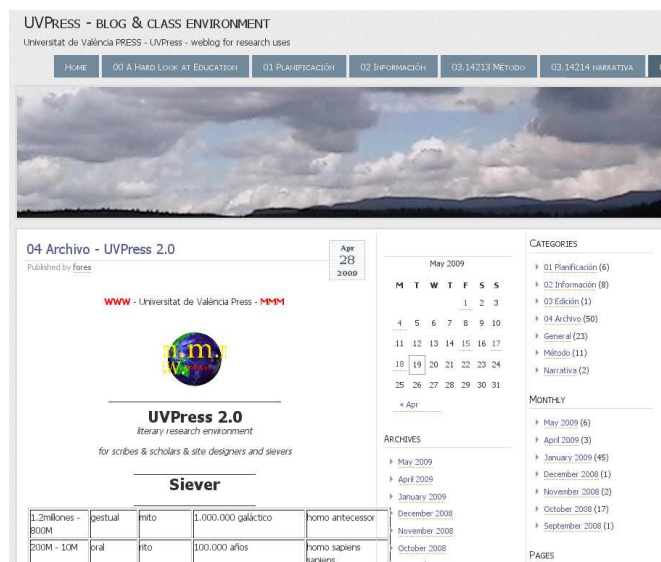 UVPress - blog & class environment
Universitat de València PRESS - UVPress - weblog for research uses
Home 00 A Hard Look at Education 01 Planificación 02 Información 03.14213 Método 03.14214 narrativa
04 Archivo - UVPress 2.0
Published by fores
Apr
28
2009
WWW - Universitat de València Press - MMM
m.m.m
w.
UVPress 2.0
literary research environment
for scribes & scholars & site designers and sievers
Siever
1.2millones - 800M gestual mito 1.000.000 galáctico homo antecessor
200M - 10M oral rito 100.000 años homo sapiens sapiens
May 2009
M T W T F S S
1 2 3
4 5 6 7 8 9 10
11 12 13 14 15 16 17
18 19 20 21 22 23 24
25 26 27 28 29 30 31
« Apr
Archives
May 2009
April 2009
January 2009
December 2008
November 2008
October 2008
Categories
01 Planificación (6)
02 Información (8)
03 Edición (1)
04 Archivo (50)
General (23)
Método (11)
Narrativa (2)
Monthly
May 2009 (6)
April 2009 (3)
January 2009 (45)
December 2008 (1)
November 2008 (2)
October 2008 (17)
September 2008 (1)
Pages